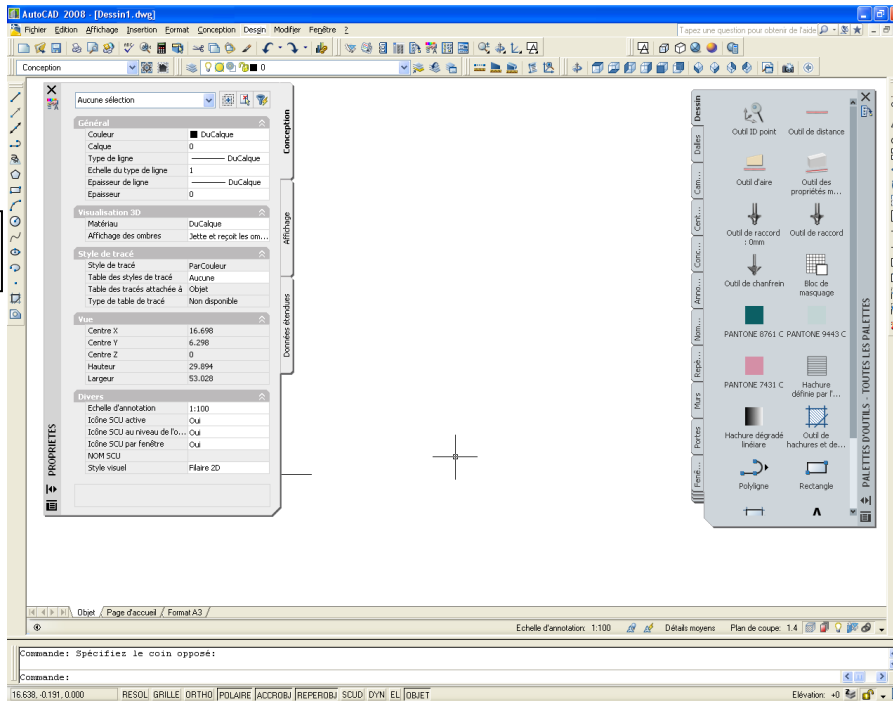 AutoCAD 2008 - [Dessin1.dwg]
Fichier Edition Affichage Insertion Format Conception Dessin Modifier Fenêtre ?
Tapez une question pour obtenir de l'aide
Conception
0
Aucune sélection
Général
Couleur DuCalque
Calque 0
Type de ligne DuCalque
Echelle du type de ligne 1
Epaisseur de ligne DuCalque
Epaisseur 0
Visualisation 3D
Matériau DuCalque
Affichage des ombres Jette et reçoit les om...
Style de tracé
Style de tracé ParCouleur
Table des styles de tracé Aucune
Table des tracés attachée à Objet
Type de table de tracé Non disponible
Vue
Centre X 16.698
Centre Y 6.298
Centre Z 0
Hauteur 29.894
Largeur 53.028
Divers
Echelle d'annotation 1:100
Icône SCU active Oui
Icône SCU au niveau de l'o... Oui
Icône SCU par fenêtre Oui
NOM SCU
Style visuel Filaire 2D
PROPRIETES
Conception
Affichage
Données étendues
Dessin
Dalles
Cam...
Cent...
Conc...
Anno...
Nom...
Repè...
Murs
Portes
Fenê...
Outil ID point Outil de distance
Outil d'aire Outil des propriétés m...
Outil de raccord : 0mm Outil de raccord
Outil de chanfrein Bloc de masquage
PANTONE 8761 C PANTONE 9443 C
PANTONE 7431 C Hachure définie par l'...
Hachure dégradé linéiare Outil de hachures et de...
Polyligne Rectangle
PALETTES D'OUTILS - TOUTES LES PALETTES
Objet Page d'accueil Format A3
Echelle d'annotation: 1:100 Détails moyens Plan de coupe: 1.4
Commande: Spécifiez le coin opposé:
Commande:
16.638, -0.191, 0.000 RESOL GRILLE ORTHO POLAIRE ACCROBJ REPEROBJ SCUD DYN EL OBJET Elévation: +0